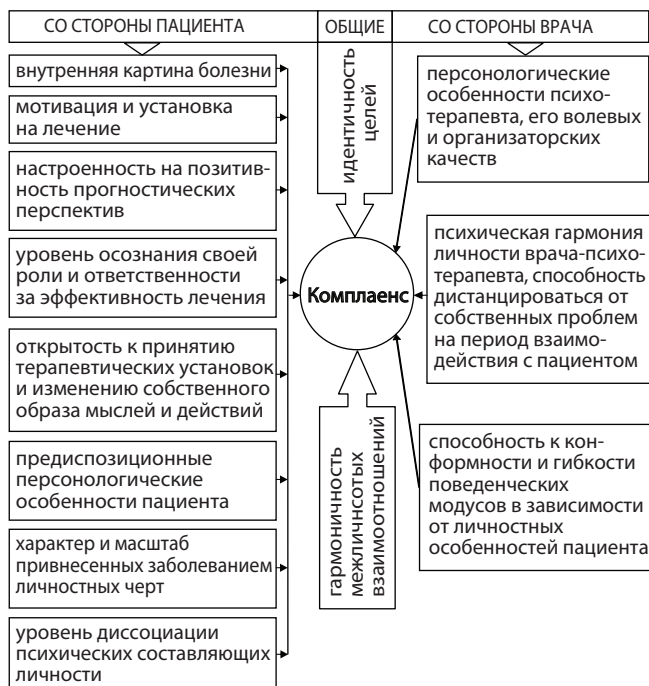 СО СТОРОНЫ ПАЦИЕНТА
ОБЩИЕ
СО СТОРОНЫ ВРАЧА
внутренняя картина болезни
мотивация и установка
на лечение
настроенность на позитив-
ность прогностических
перспектив
уровень осознания своей
роли и ответственности
за эффективность лечения
открытость к принятию
терапевтических установок
и изменению собственного
образа мыслей и действий
предиспозиционные
персонологические
особенности пациента
характер и масштаб
привнесенных заболеванием
личностных черт
уровень диссоциации
психических составляющих
личности
идентичность
целей
Комплаенс
гармоничность
межличнсотых
взаимоотношений
персонологические
особенности психо-
терапевта, его волевых
и организаторских
качеств
психическая гармония
личности врача-психо-
терапевта, способность
дистанцироваться от
собственных проблем
на период взаимо-
действия с пациентом
способность к кон-
формности и гибкости
поведенческих
модусов в зависимости
от личностных
особенностей пациента